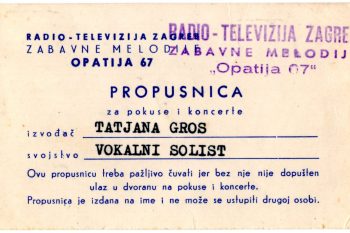 RADIO-TELEVIZIJA ZAGREB
ZABAVNE MELODIJE
OPATIJA 67
RADIO-TELEVIZIJA ZAGRE
ZABAVNE MELODIJ
„Opatija 67"
PROPUSNICA
za pokuse i koncerte
izvođač TATJANA GROS
svojstvo VOKALNI SOLIST
Ovu propusnicu treba pažljivo čuvati jer bez nje nije dopušten
ulaz u dvoranu na pokuse i koncerte.
Propusnica je izdana na ime i ne može se ustupiti drugoj osobi.